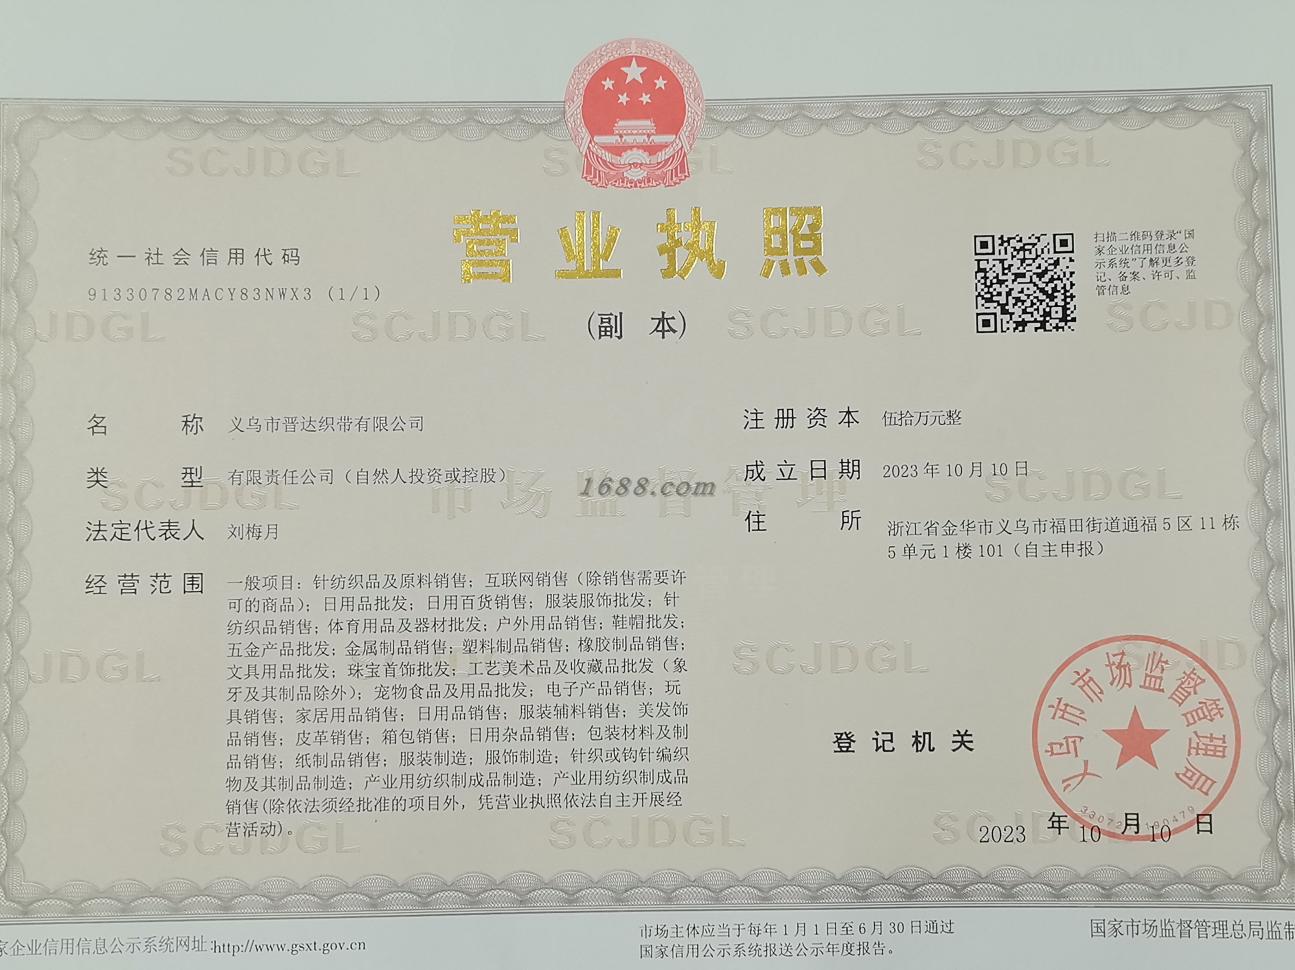 SCJDGL SCJDGL
营业执照
(副 本)
统一社会信用代码
91330782MACY83NWX3 (1/1)
扫描二维码登录“国
家企业信用信息公
示系统”了解更多登
记、备案、许可、监
管信息
JDGL SCJDGL SCJDGL SCJD
名 称 义乌市晋达织带有限公司
类 型 有限责任公司（自然人投资或控股）
法定代表人 刘梅月
经营范围 一般项目：针纺织品及原料销售；互联网销售（除销售需要许
可的商品）；日用品批发；日用百货销售；服装服饰批发；针
纺织品销售；体育用品及器材批发；户外用品销售；鞋帽批发；
五金产品批发；金属制品销售；塑料制品销售；橡胶制品销售；
文具用品批发；珠宝首饰批发；工艺美术品及收藏品批发（象
牙及其制品除外）；宠物食品及用品批发；电子产品销售；玩
具销售；家居用品销售；日用品销售；服装辅料销售；美发饰
品销售；皮革销售；箱包销售；日用杂品销售；包装材料及制
品销售；纸制品销售；服装制造；服饰制造；针织或钩针编织
物及其制品制造；产业用纺织制成品制造；产业用纺织制成品
销售(除依法须经批准的项目外，凭营业执照依法自主开展经
营活动)。
注册资本 伍拾万元整
成立日期 2023年10月10日
住 所 浙江省金华市义乌市福田街道通福5区11栋
5单元1楼101（自主申报）
SCJDGL 市场监督管理 SCJDGL
1688.com
JDGL SCJDGL
登记机关
义乌市市场监督管理局
2023 年 10 月 10 日
SCJDGL SCJDGL
家企业信用信息公示系统网址:http://www.gsxt.gov.cn
市场主体应当于每年1月1日至6月30日通过
国家信用公示系统报送公示年度报告。
国家市场监督管理总局监制